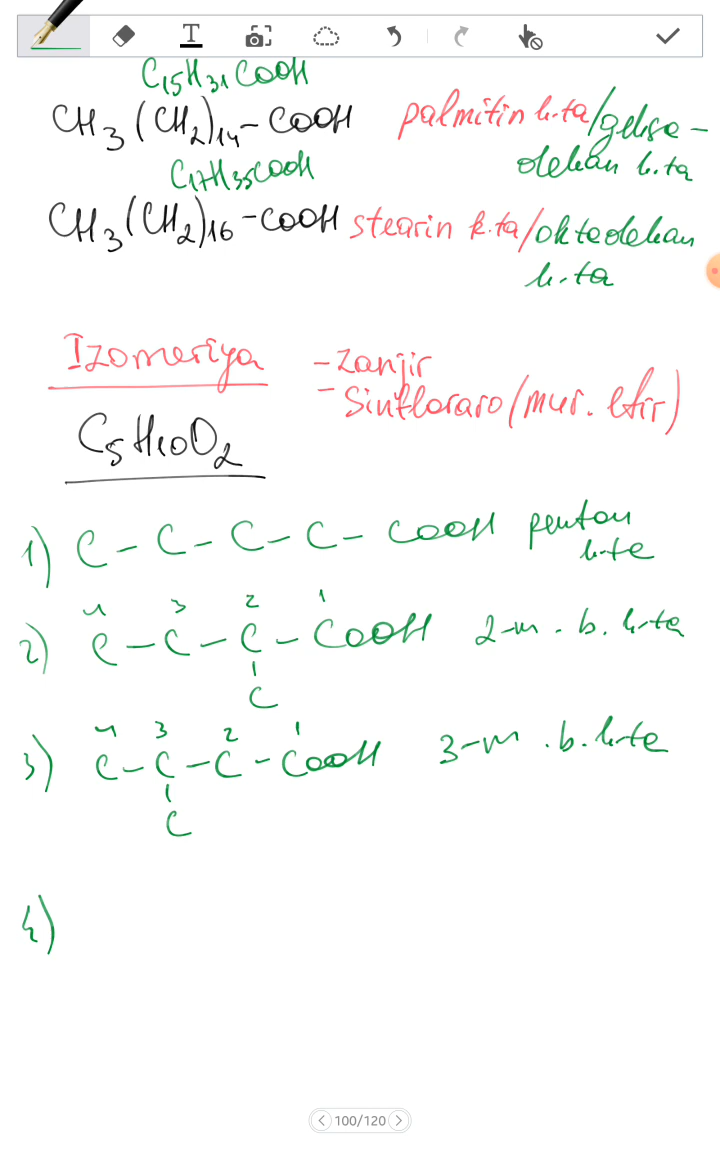 T
C15H31COOH
CH3(CH2)14-COOH palmitin k.ta/geksa-
dekan k.ta
C17H35COOH
CH3(CH2)16-COOH stearin k.ta/oktadekan
k-ta
Izomeriya -zanjir
-Sinflararo (mur. efir)
C5H10O2
1) C-C-C-C-COOH pentan
k-ta
4 3 2 1
2) C-C-C-COOH 2-m.b.k-ta
C
4 3 2 1
3) C-C-C-COOH 3-m.b.k-ta
C
4)
100/120